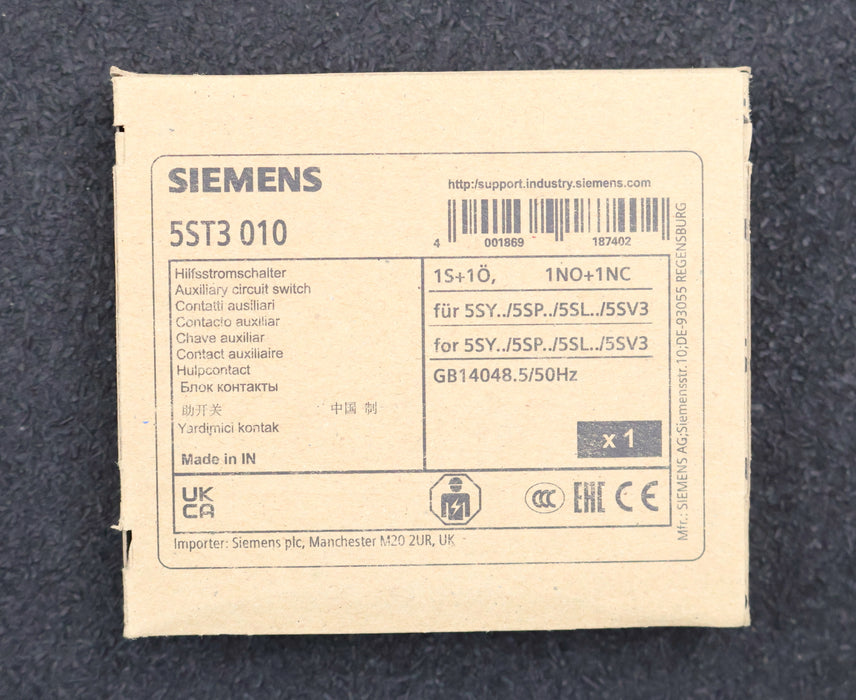 SIEMENS
http:/support.industry.siemens.com
5ST3 010
4 001869 187402
Hilfsstromschalter
Auxiliary circuit switch
Contatti ausiliari
Contacto auxiliar
Chave auxiliar
Contact auxiliaire
Hulpcontact
Блок контакты
助开关 中国 制
Yardimici kontak
Made in IN
1S+1Ö, 1NO+1NC
für 5SY../5SP../5SL../5SV3
for 5SY../5SP../5SL../5SV3
GB14048.5/50Hz
x 1
UK
CA
CCC EAC CE
Importer: Siemens plc, Manchester M20 2UR, UK
Mfr.: SIEMENS AG;Siemensstr.10;DE-93055 REGENSBURG